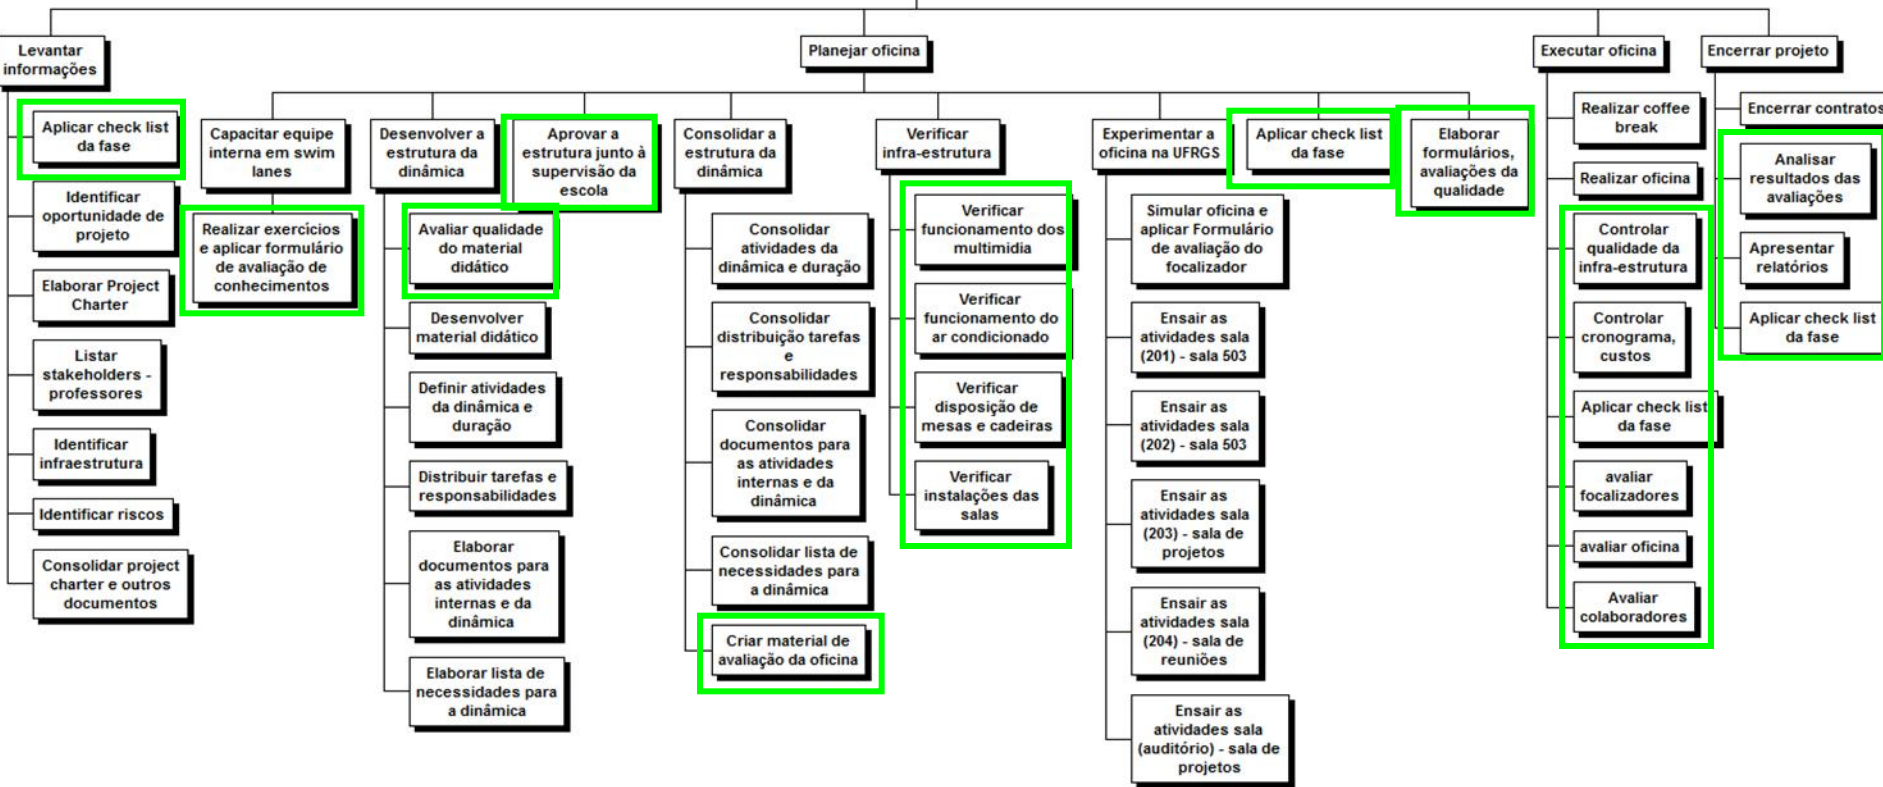 Levantar
informações
Aplicar check list
da fase
Identificar
oportunidade de
projeto
Elaborar Project
Charter
Listar
stakeholders -
professores
Identificar
infraestrutura
Identificar riscos
Consolidar project
charter e outros
documentos
Planejar oficina
Capacitar equipe
interna em swim
lanes
Realizar exercícios
e aplicar formulário
de avaliação de
conhecimentos
Desenvolver a
estrutura da
dinâmica
Avaliar qualidade
do material
didático
Desenvolver
material didático
Definir atividades
da dinâmica e
duração
Distribuir tarefas e
responsabilidades
Elaborar
documentos para
as atividades
internas e da
dinâmica
Elaborar lista de
necessidades para
a dinâmica
Aprovar a
estrutura junto à
supervisão da
escola
Consolidar a
estrutura da
dinâmica
Consolidar
atividades da
dinâmica e duração
Consolidar
distribuição tarefas
e
responsabilidades
Consolidar
documentos para
as atividades
internas e da
dinâmica
Consolidar lista de
necessidades para
a dinâmica
Criar material de
avaliação da oficina
Verificar
infra-estrutura
Verificar
funcionamento dos
multimidia
Verificar
funcionamento do
ar condicionado
Verificar
disposição de
mesas e cadeiras
Verificar
instalações das
salas
Experimentar a
oficina na UFRGS
Simular oficina e
aplicar Formulário
de avaliação do
focalizador
Ensair as
atividades sala
(201) - sala 503
Ensair as
atividades sala
(202) - sala 503
Ensair as
atividades sala
(203) - sala de
projetos
Ensair as
atividades sala
(204) - sala de
reuniões
Ensair as
atividades sala
(auditório) - sala de
projetos
Aplicar check list
da fase
Elaborar
formulários,
avaliações da
qualidade
Executar oficina
Realizar coffee
break
Realizar oficina
Controlar
qualidade da
infra-estrutura
Controlar
cronograma,
custos
Aplicar check list
da fase
avaliar
focalizadores
avaliar oficina
Avaliar
colaboradores
Encerrar projeto
Encerrar contratos
Analisar
resultados das
avaliações
Apresentar
relatórios
Aplicar check list
da fase